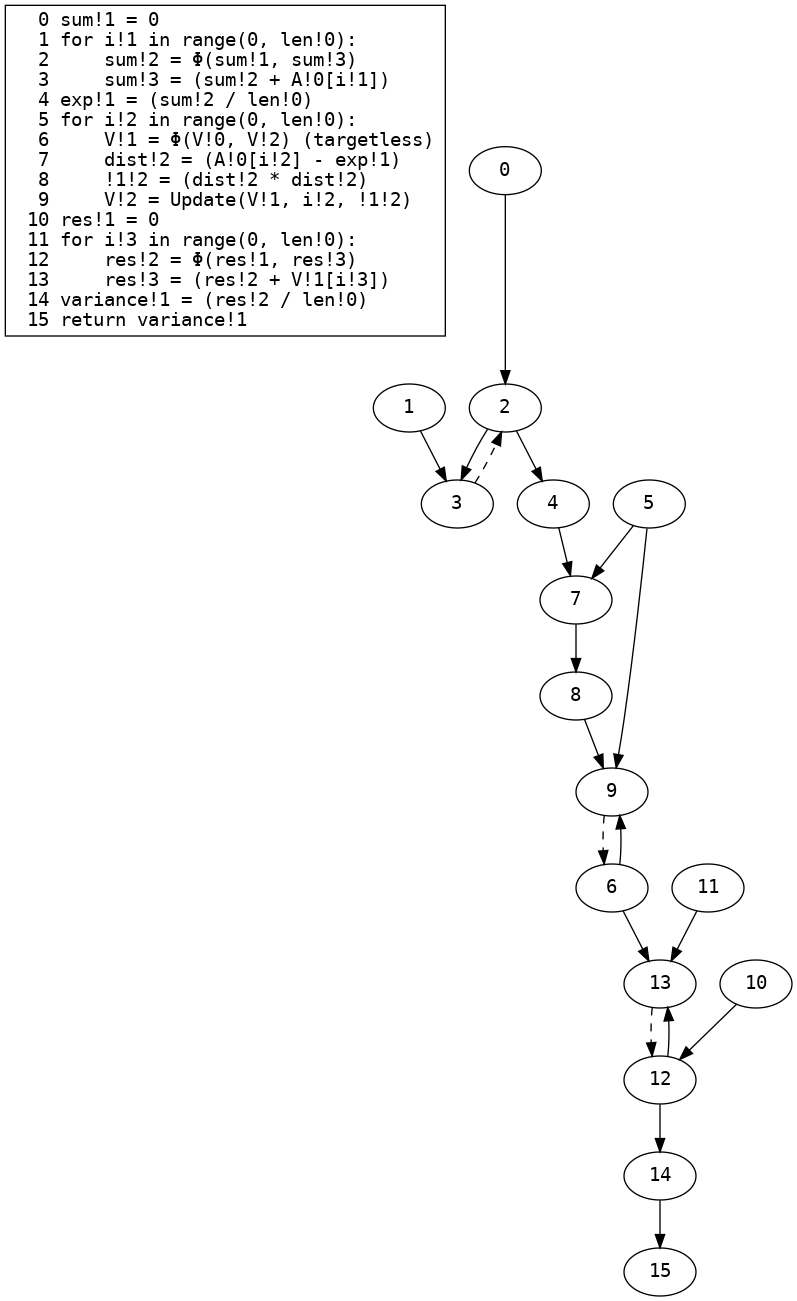 0 sum!1 = 0
1 for i!1 in range(0, len!0):
2     sum!2 = Φ(sum!1, sum!3)
3     sum!3 = (sum!2 + A!0[i!1])
4 exp!1 = (sum!2 / len!0)
5 for i!2 in range(0, len!0):
6     V!1 = Φ(V!0, V!2) (targetless)
7     dist!2 = (A!0[i!2] - exp!1)
8     !1!2 = (dist!2 * dist!2)
9     V!2 = Update(V!1, i!2, !1!2)
10 res!1 = 0
11 for i!3 in range(0, len!0):
12     res!2 = Φ(res!1, res!3)
13     res!3 = (res!2 + V!1[i!3])
14 variance!1 = (res!2 / len!0)
15 return variance!1
0
1
2
3
4
5
7
8
9
6
11
13
10
12
14
15